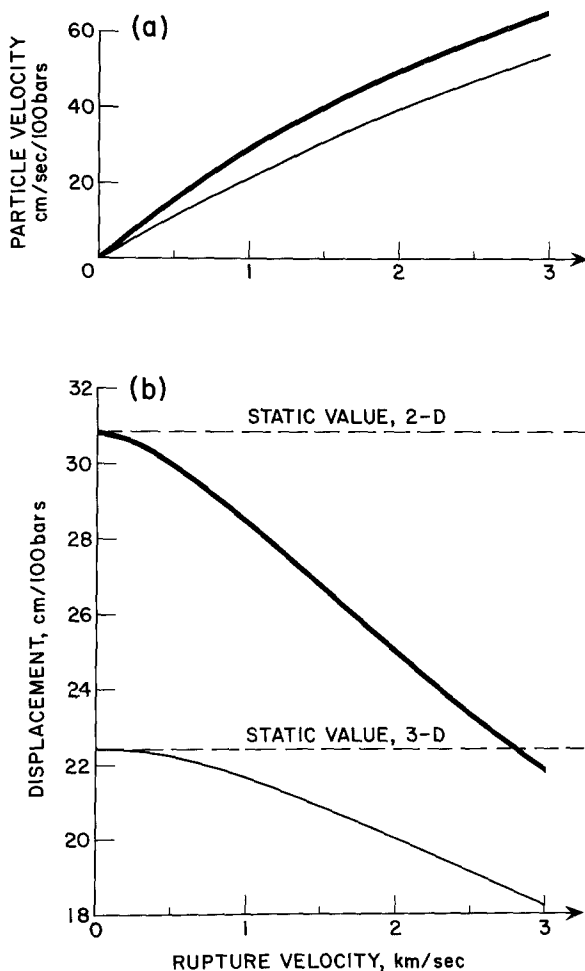 (a)
PARTICLE VELOCITY
cm/sec/100bars
60
40
20
0
0 1 2 3
(b)
DISPLACEMENT, cm/100bars
32
30
28
26
24
22
20
18
STATIC VALUE, 2-D
STATIC VALUE, 3-D
0 1 2 3
RUPTURE VELOCITY, km/sec